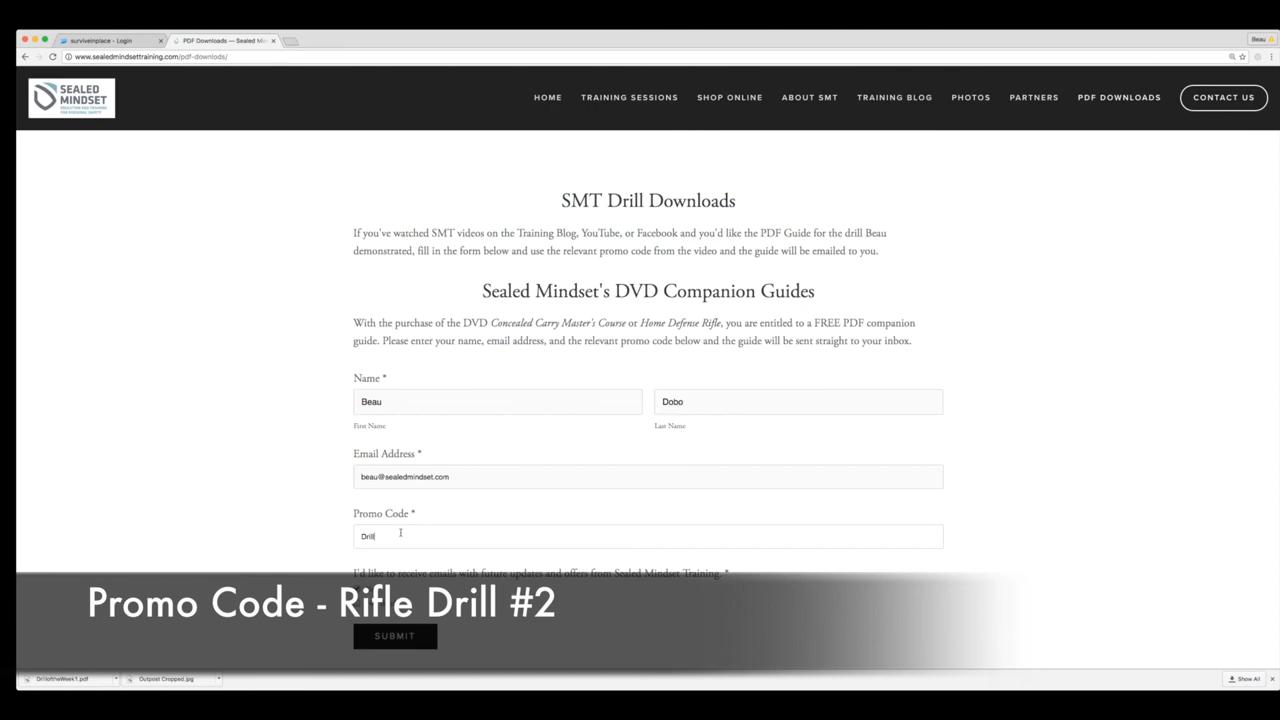 surviveinplace - Login
PDF Downloads — Sealed Mi
Beau
www.sealedmindsettraining.com/pdf-downlods/
SEALED
MINDSET
EDUCATION AND TRAINING
FOR PERSONAL SAFETY
HOME TRAINING SESSIONS SHOP ONLINE ABOUT SMT TRAINING BLOG PHOTOS PARTNERS PDF DOWNLOADS CONTACT US
SMT Drill Downloads
If you've watched SMT videos on the Training Blog, YouTube, or Facebook and you'd like the PDF Guide for the drill Beau
demonstrated, fill in the form below and use the relevant promo code from the video and the guide will be emailed to you.
Sealed Mindset's DVD Companion Guides
With the purchase of the DVD Concealed Carry Master's Course or Home Defense Rifle, you are entitled to a FREE PDF companion
guide. Please enter your name, email address, and the relevant promo code below and the guide will be sent straight to your inbox.
Name *
Beau Dobo
First Name Last Name
Email Address *
beau@sealedmindset.com
Promo Code *
Drill
I'd like to receive emails with future updates and offers from Sealed Mindset Training. *
Promo Code - Rifle Drill #2
SUBMIT
DrilloftheWeek1.pdf Outpost Cropped.jpg Show All